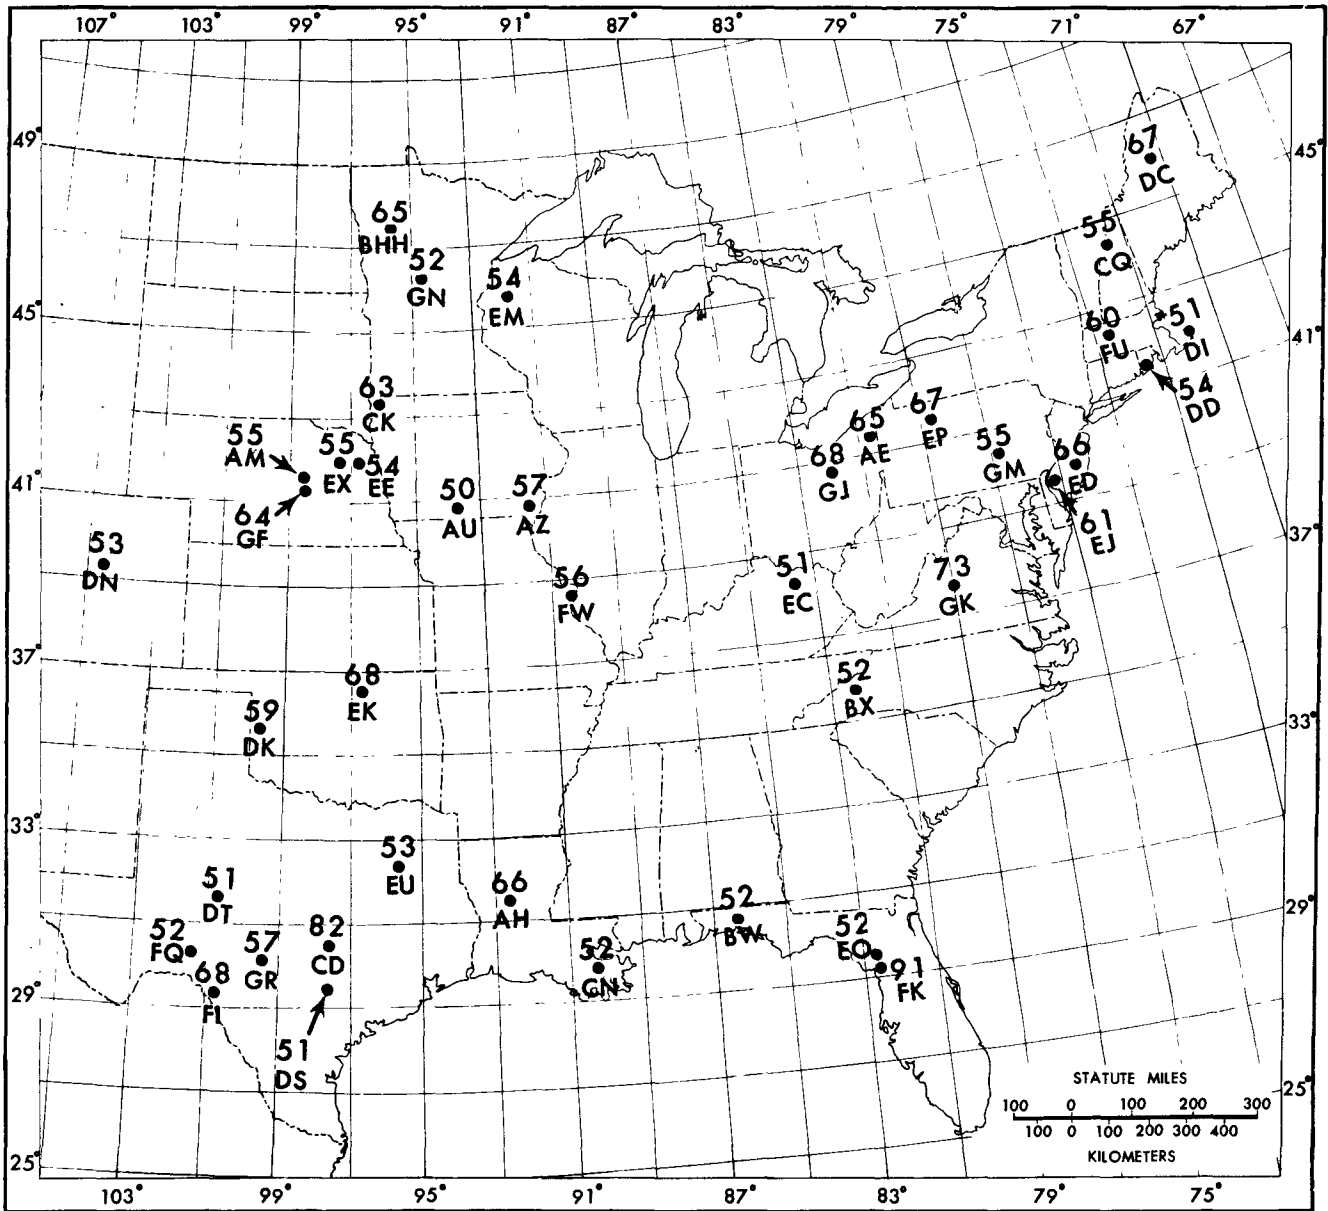 107° 103° 99° 95° 91° 87° 83° 79° 75° 71° 67°
49°
45°
67
DC
65
BHH
55
CQ
52
GN
54
EM
45°
51
DI
60
FU
41°
54
DD
63
CK
67
EP
65
AE
55
AM
55
EX
54
EE
68
GJ
55
GM
66
ED
41°
50
AU
57
AZ
64
GF
61
EJ
37°
53
DN
56
FW
51
EC
73
GK
37°
68
EK
52
BX
59
DK
33°
33°
53
EU
51
DT
66
AH
52
BW
29°
52
FQ
57
GR
82
CD
52
EO
68
FI
52
CN
91
FK
29°
51
DS
25°
STATUTE MILES
100 0 100 200 300
100 0 100 200 300 400
KILOMETERS
25°
103° 99° 95° 91° 87° 83° 79° 75°